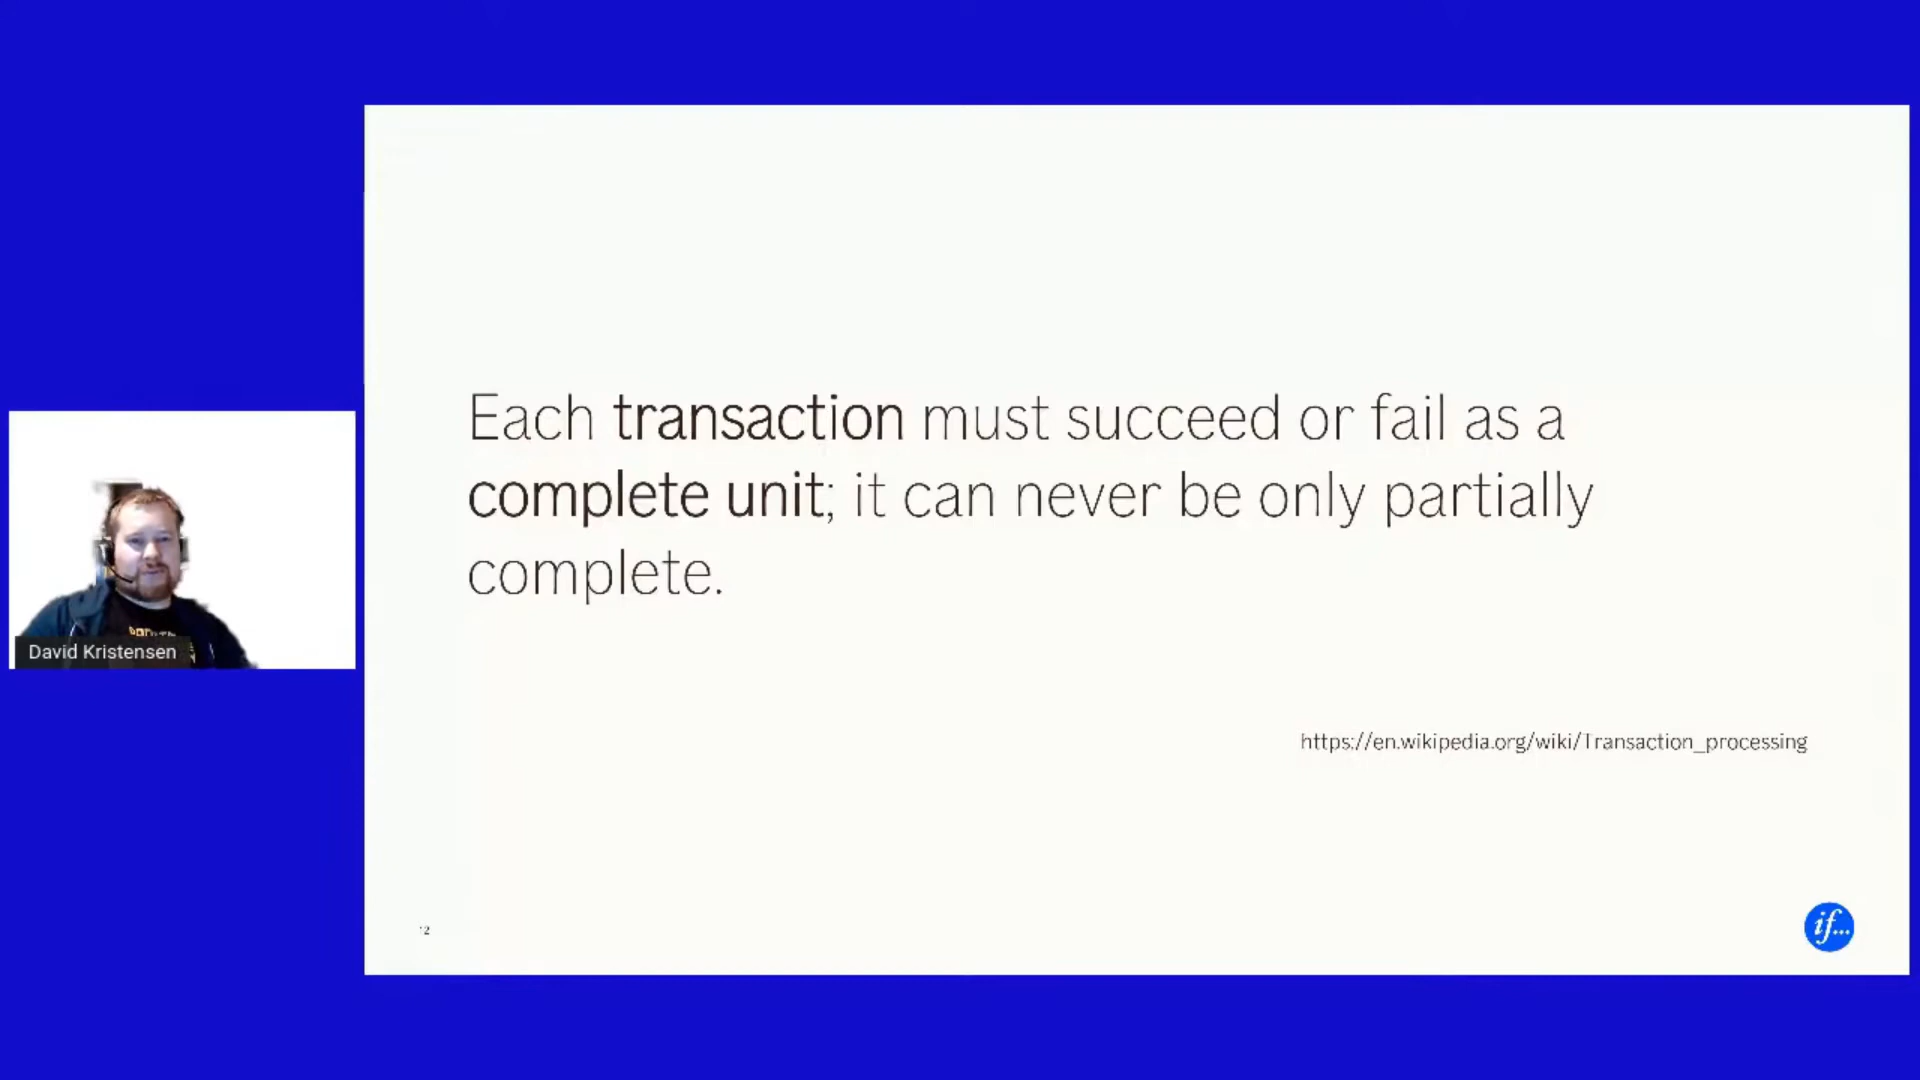 Each transaction must succeed or fail as a
complete unit; it can never be only partially
complete.
https://en.wikipedia.org/wiki/Transaction_processing
David Kristensen
12
if...